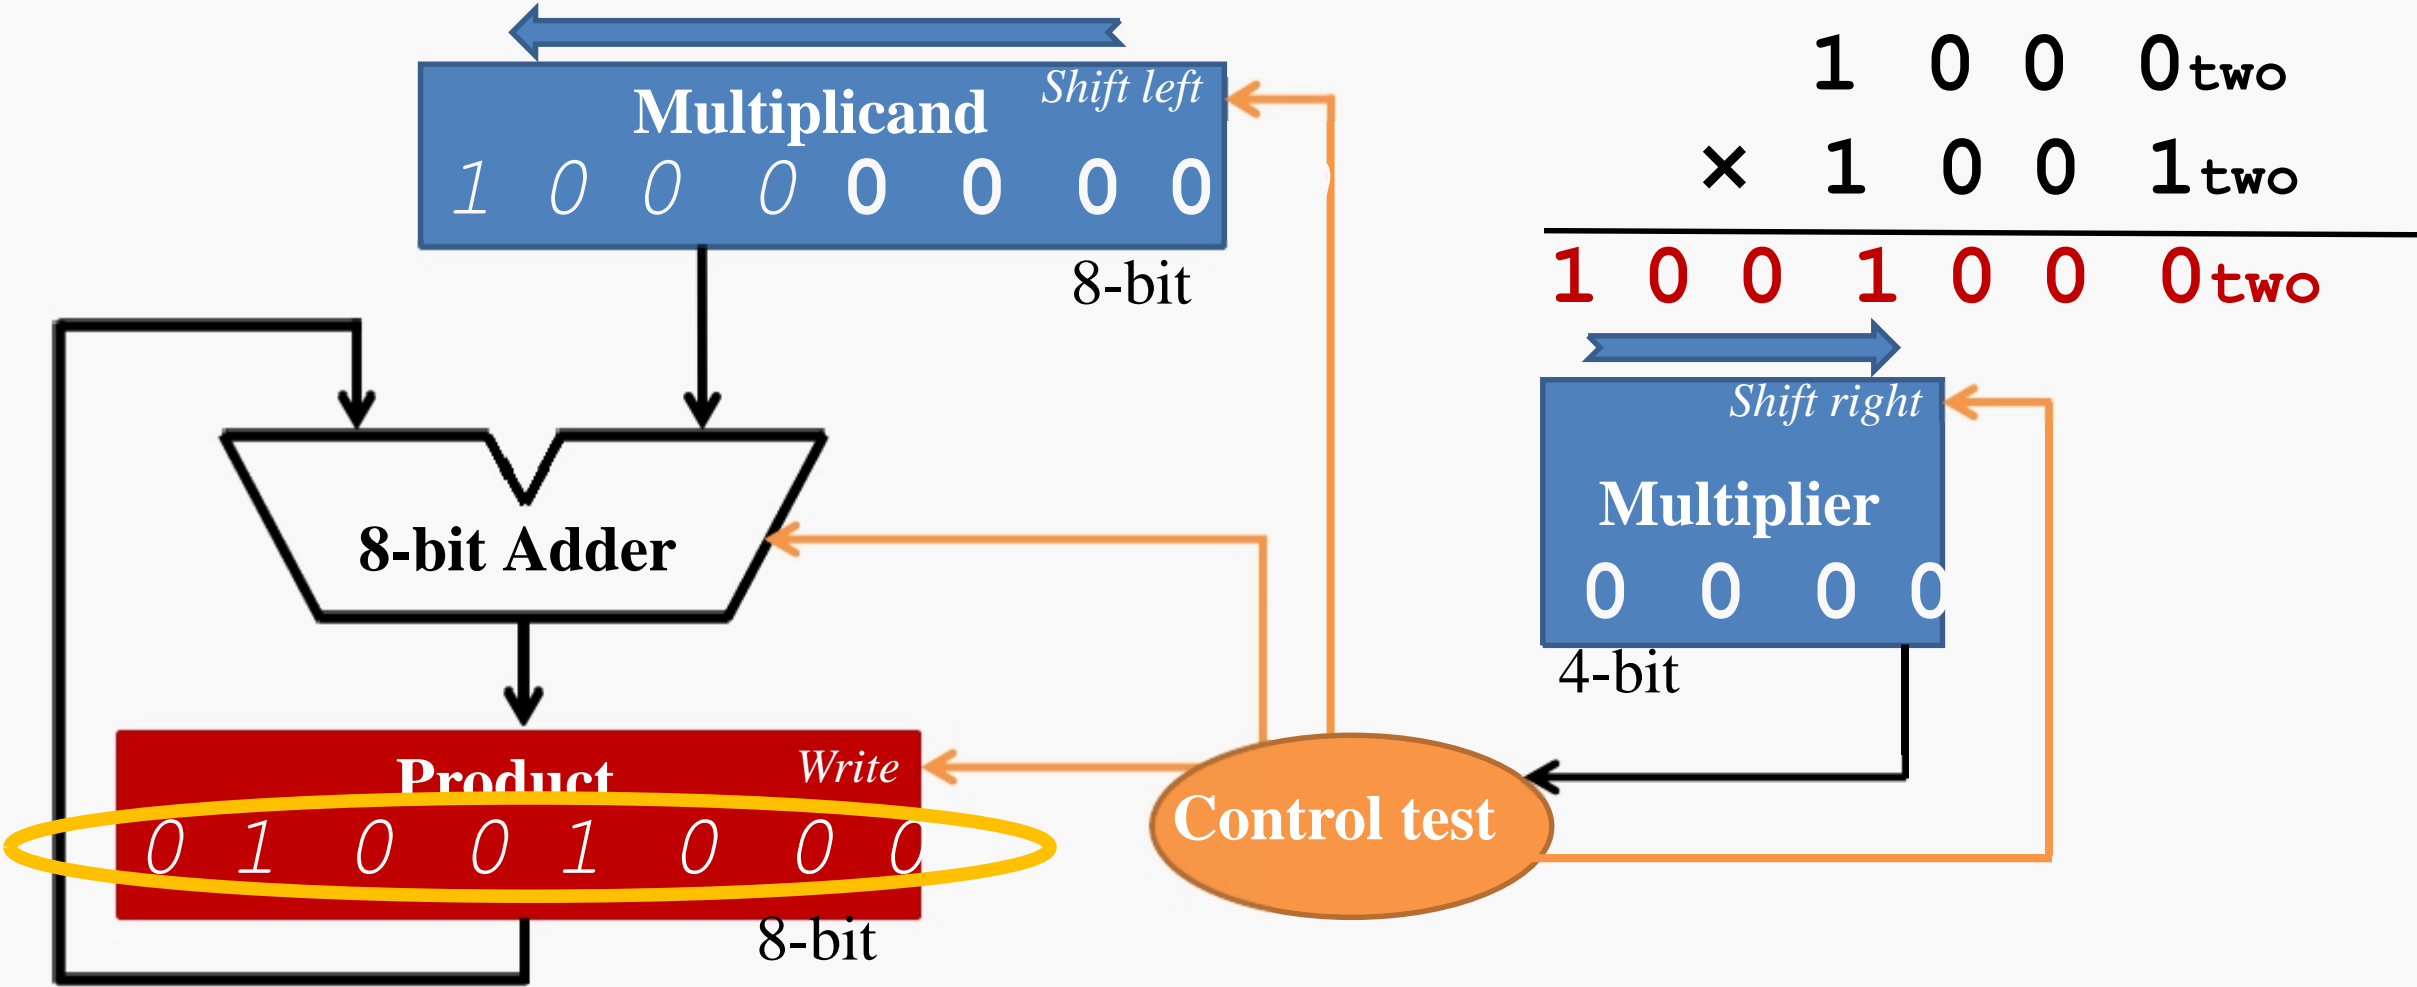 Multiplicand
Shift left
1 0 0 0 0 0 0 0
8-bit
1 0 0 0two
× 1 0 0 1two
1 0 0 1 0 0 0two
Shift right
Multiplier
0 0 0 0
4-bit
8-bit Adder
Product
Write
0 1 0 0 1 0 0 0
8-bit
Control test